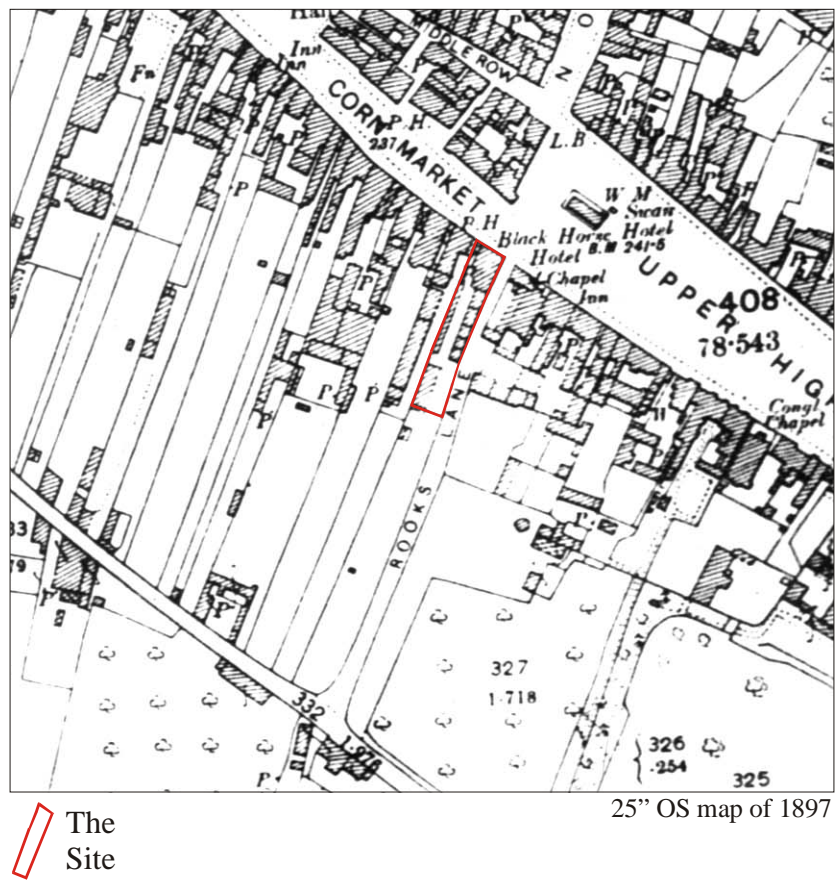 Inn
Inn
MIDDLE ROW
Fn
CORN MARKET
P.H
237
L.B
W M
Swan
Hotel
P.H
Black Horse
Hotel
B.M 241·5
Chapel
Inn
UPPER HIGH
408
78·543
Congl
Chapel
ROOKS LANE
P
P
P
P
P
327
1·718
326
·254
325
332
1·976
33
79
P
The
Site
25” OS map of 1897